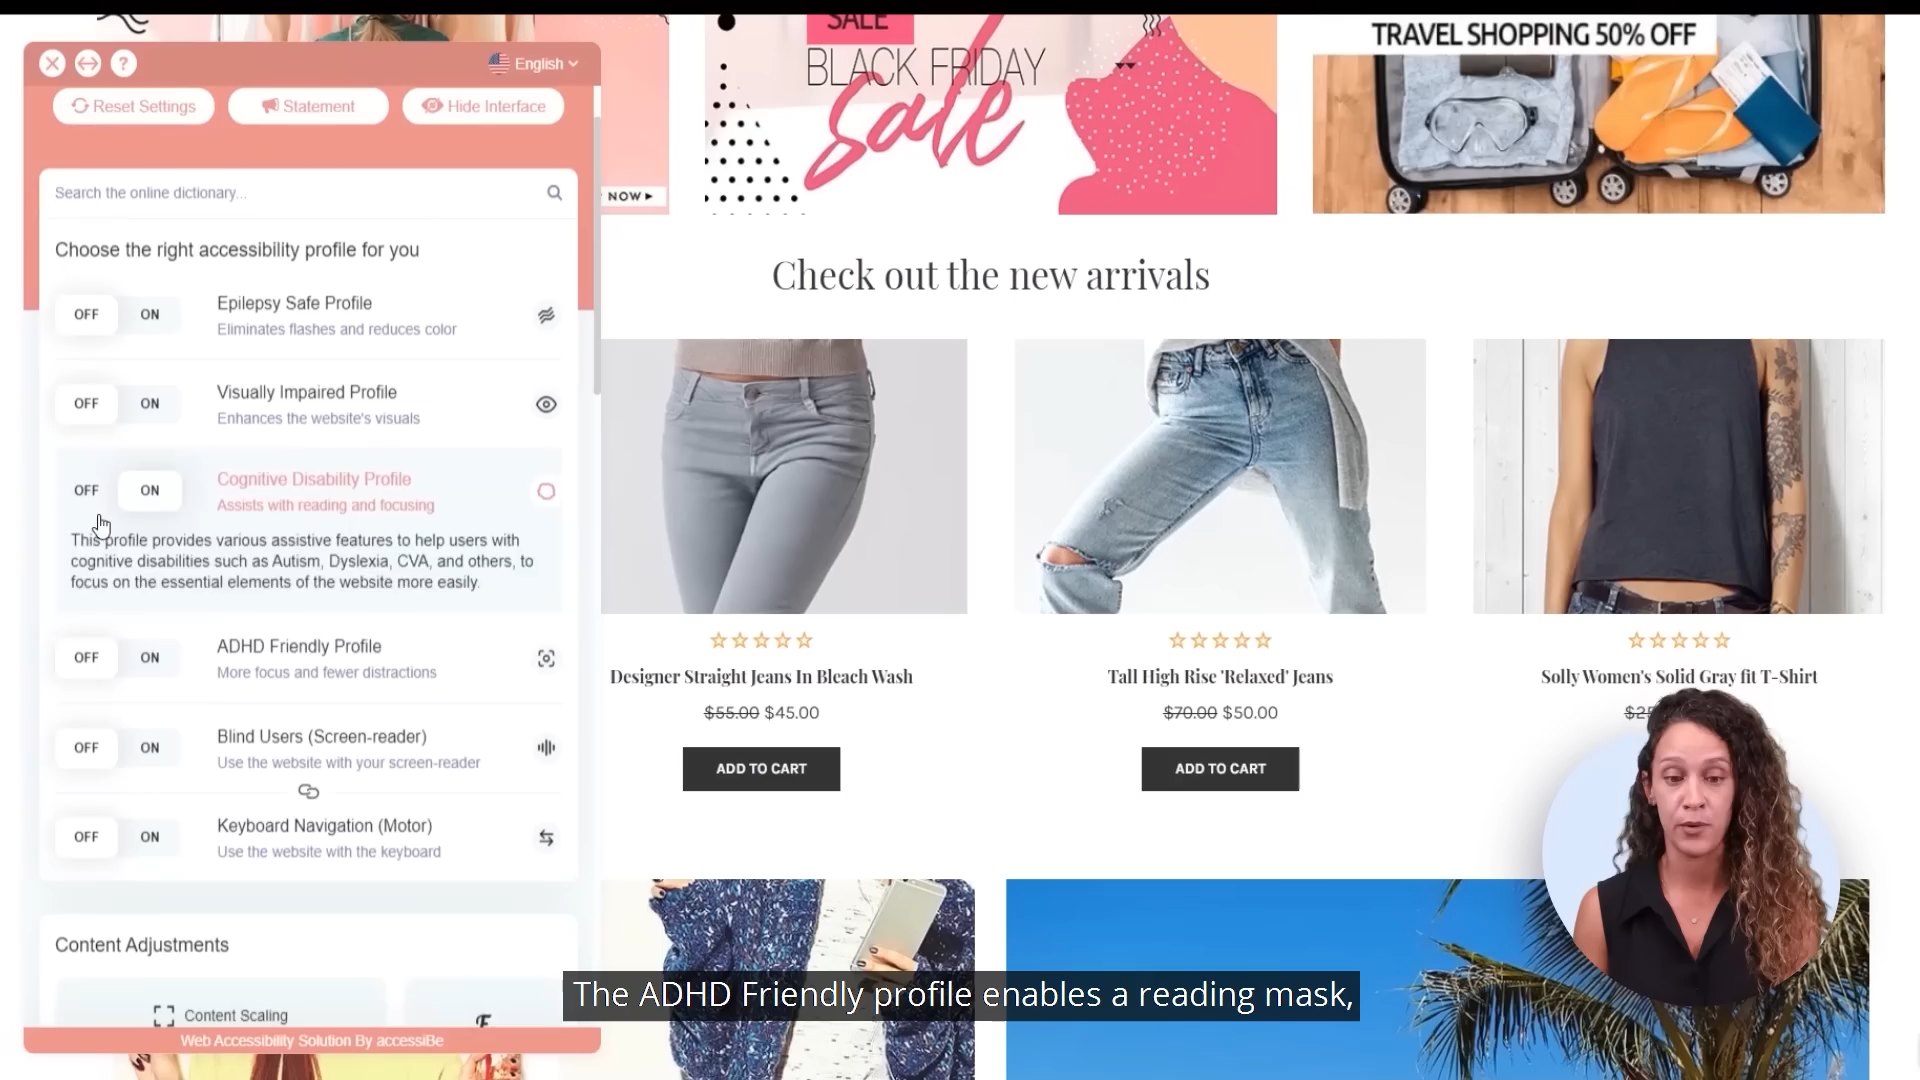 SALE
BLACK FRIDAY
sale
TRAVEL SHOPPING 50% OFF
English
Reset Settings
Statement
Hide Interface
Search the online dictionary...
NOW
Choose the right accessibility profile for you
Check out the new arrivals
OFF ON
Epilepsy Safe Profile
Eliminates flashes and reduces color
OFF ON
Visually Impaired Profile
Enhances the website's visuals
OFF ON
Cognitive Disability Profile
Assists with reading and focusing
This profile provides various assistive features to help users with
cognitive disabilities such as Autism, Dyslexia, CVA, and others, to
focus on the essential elements of the website more easily.
OFF ON
ADHD Friendly Profile
More focus and fewer distractions
OFF ON
Blind Users (Screen-reader)
Use the website with your screen-reader
OFF ON
Keyboard Navigation (Motor)
Use the website with the keyboard
Designer Straight Jeans In Bleach Wash
$55.00 $45.00
ADD TO CART
Tall High Rise 'Relaxed' Jeans
$70.00 $50.00
ADD TO CART
Solly Women's Solid Gray fit T-Shirt
Content Adjustments
Content Scaling
Web Accessibility Solution By accessiBe
The ADHD Friendly profile enables a reading mask,